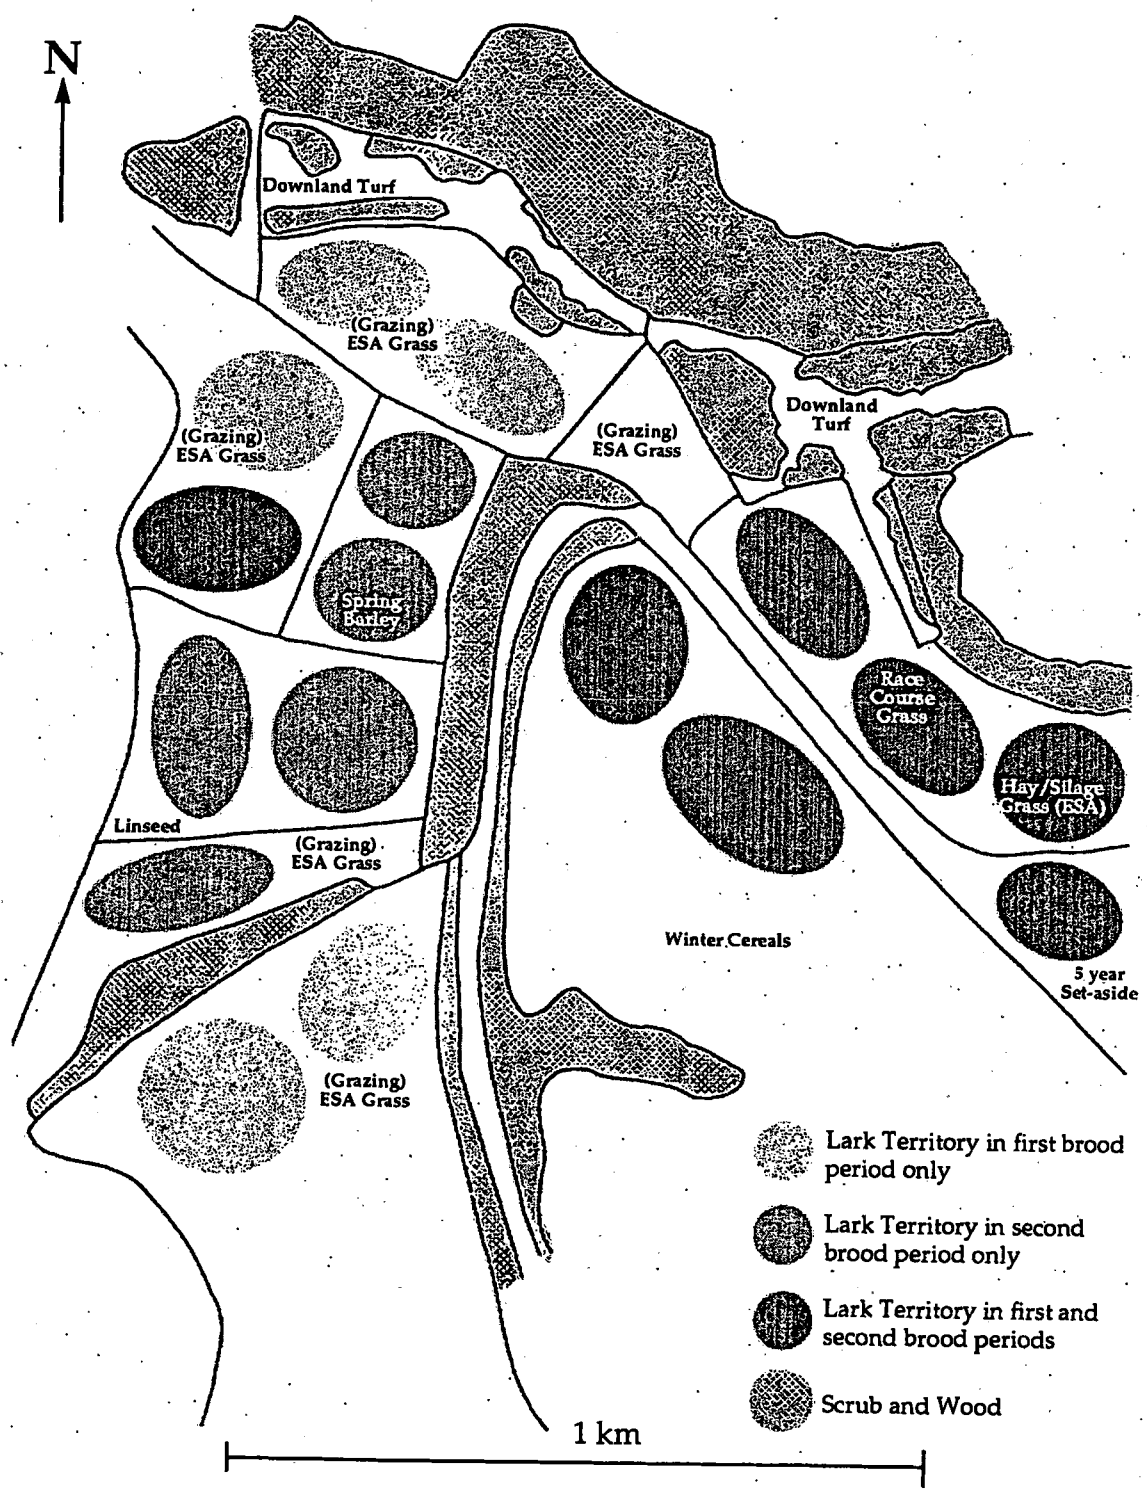 N
Downland Turf
(Grazing)
ESA Grass
(Grazing)
ESA Grass
(Grazing)
ESA Grass
Downland
Turf
Spring
Barley
Race
Course
Grass
Hay/Silage
Grass (ESA)
Linseed
(Grazing)
ESA Grass
Winter Cereals
5 year
Set-aside
(Grazing)
ESA Grass
Lark Territory in first brood
period only
Lark Territory in second
brood period only
Lark Territory in first and
second brood periods
Scrub and Wood
1 km